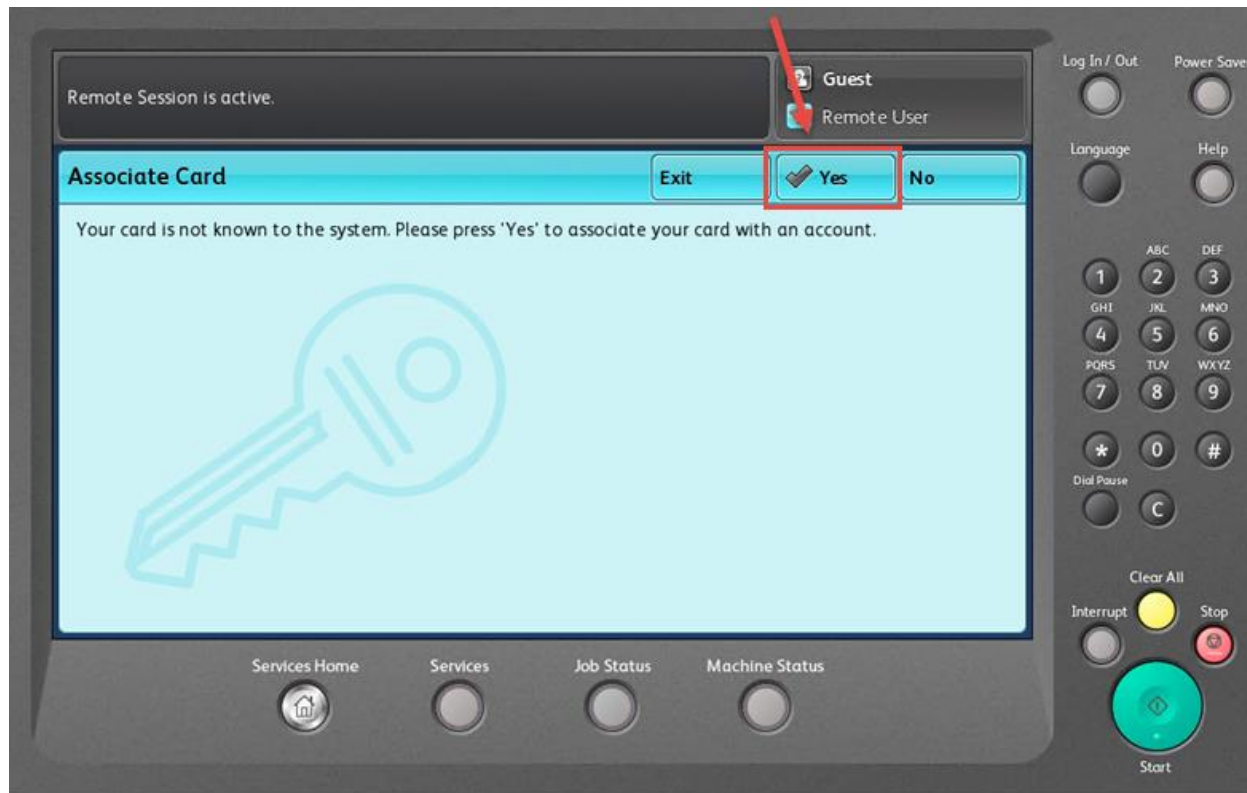 Remote Session is active.
Guest
Remote User
Associate Card
Exit
Yes
No
Your card is not known to the system. Please press 'Yes' to associate your card with an account.
Services Home
Services
Job Status
Machine Status
Log In / Out
Power Save
Language
Help
ABC
DEF
1
2
3
GHI
JKL
MNO
4
5
6
PQRS
TUV
WXYZ
7
8
9
*
0
#
Dial Pause
C
Clear All
Interrupt
Stop
Start